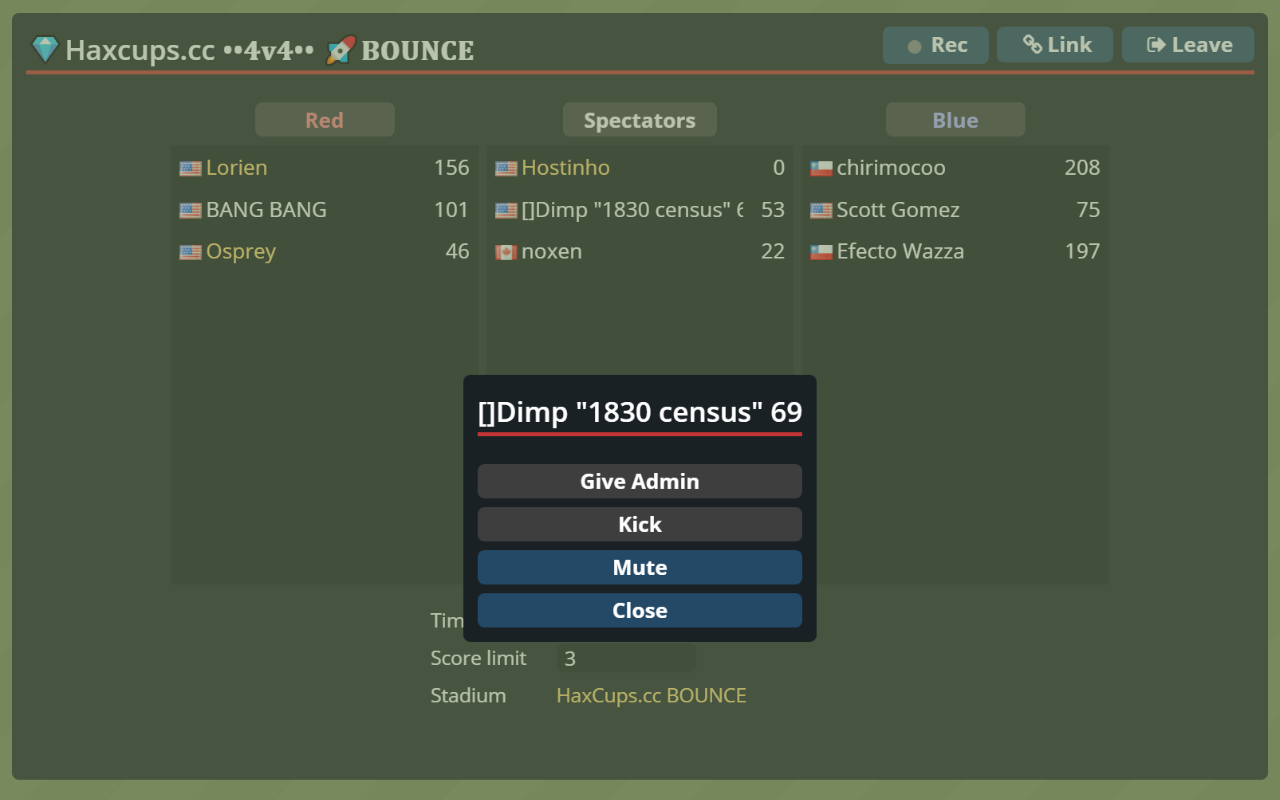 Haxcups.cc ••4v4•• 🚀 BOUNCE
Rec
Link
Leave
Red
Spectators
Blue
Lorien 156
BANG BANG 101
Osprey 46
Hostinho 0
[]Dimp "1830 census" 6 53
noxen 22
chirimocoo 208
Scott Gomez 75
Efecto Wazza 197
[]Dimp "1830 census" 69
Give Admin
Kick
Mute
Close
Tim
Score limit 3
Stadium HaxCups.cc BOUNCE